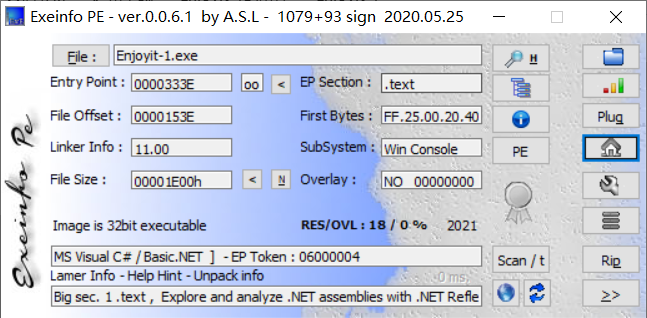 Exeinfo PE - ver.0.0.6.1 by A.S.L - 1079+93 sign 2020.05.25
File : Enjoyit-1.exe H
Entry Point : 0000333E oo < EP Section : .text
File Offset : 0000153E First Bytes : FF.25.00.20.40 Plug
Linker Info : 11.00 SubSystem : Win Console PE
File Size : 00001E00h < N Overlay : NO 00000000
Image is 32bit executable RES/OVL : 18 / 0 % 2021
Exeinfo Pe
MS Visual C# / Basic.NET ] - EP Token : 06000004 Scan / t Rip
Lamer Info - Help Hint - Unpack info 0 ms.
Big sec. 1 .text , Explore and analyze .NET assemblies with .NET Refle >>